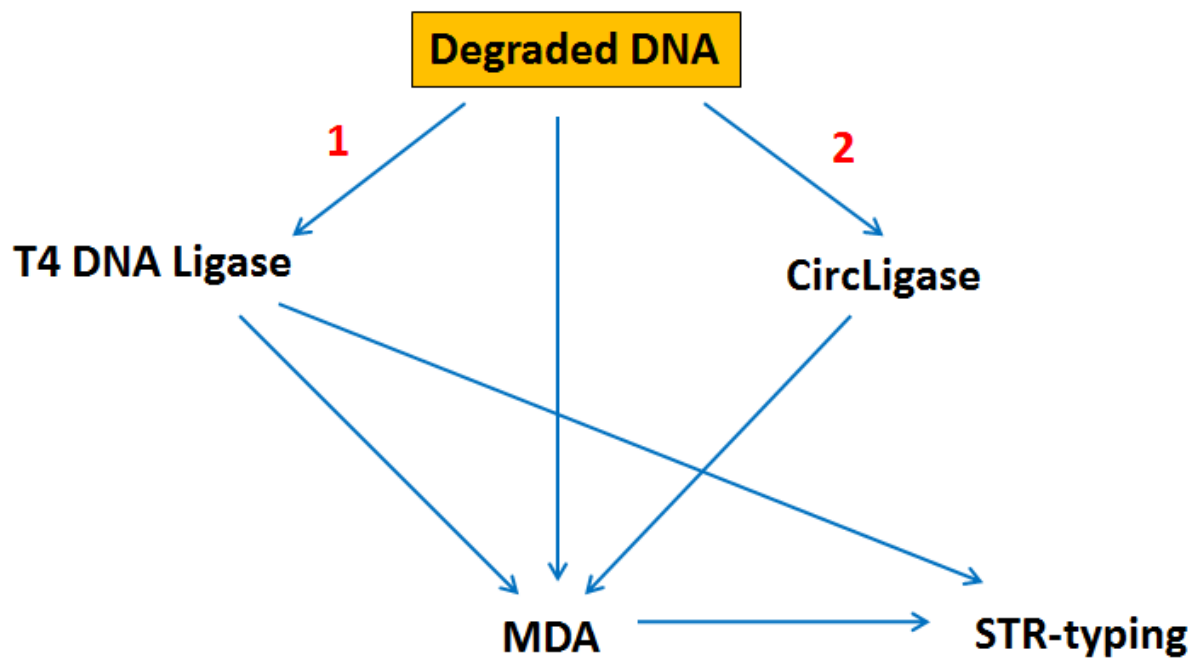 Degraded DNA
1
2
T4 DNA Ligase
CircLigase
MDA
STR-typing